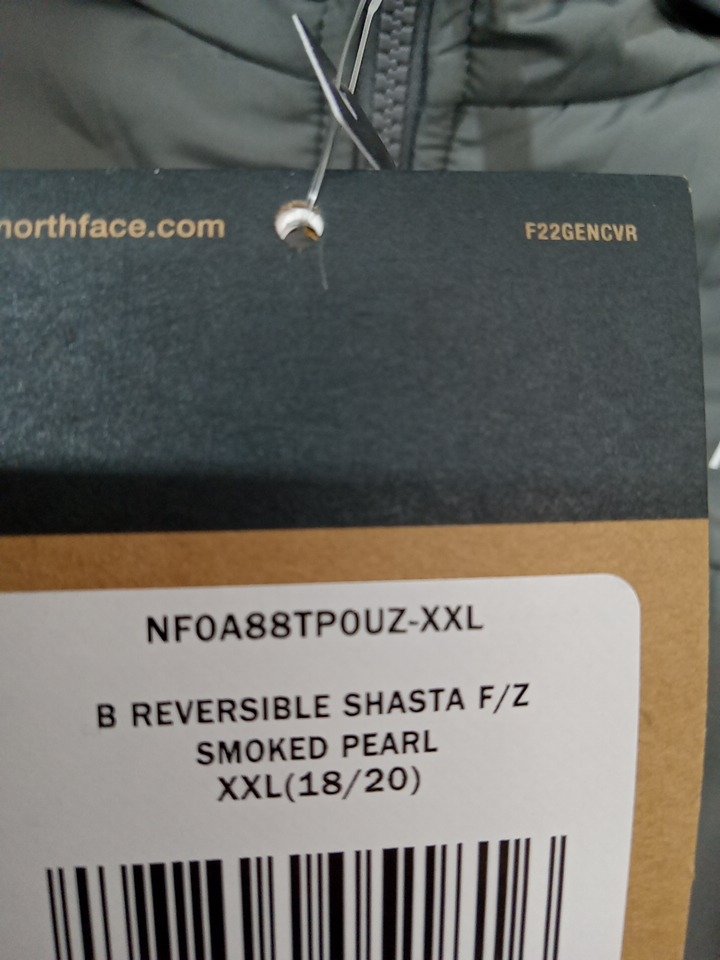 northface.com
F22GENCVR
NF0A88TP0UZ-XXL
B REVERSIBLE SHASTA F/Z
SMOKED PEARL
XXL(18/20)